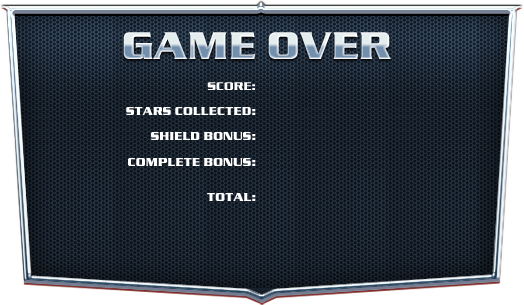 GAME OVER
SCORE:
STARS COLLECTED:
SHIELD BONUS:
COMPLETE BONUS:
TOTAL: